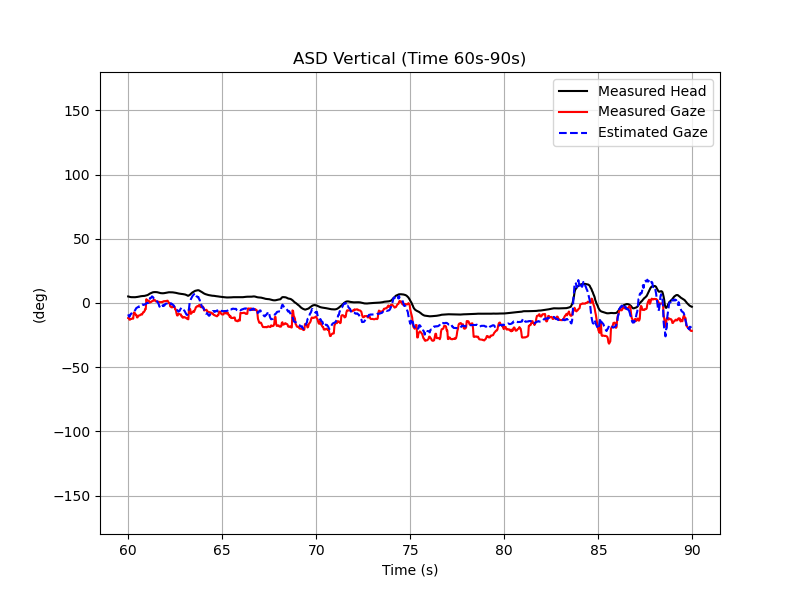 ASD Vertical (Time 60s-90s)
Measured Head
Measured Gaze
Estimated Gaze
(deg)
150
100
50
0
−50
−100
−150
60 65 70 75 80 85 90
Time (s)